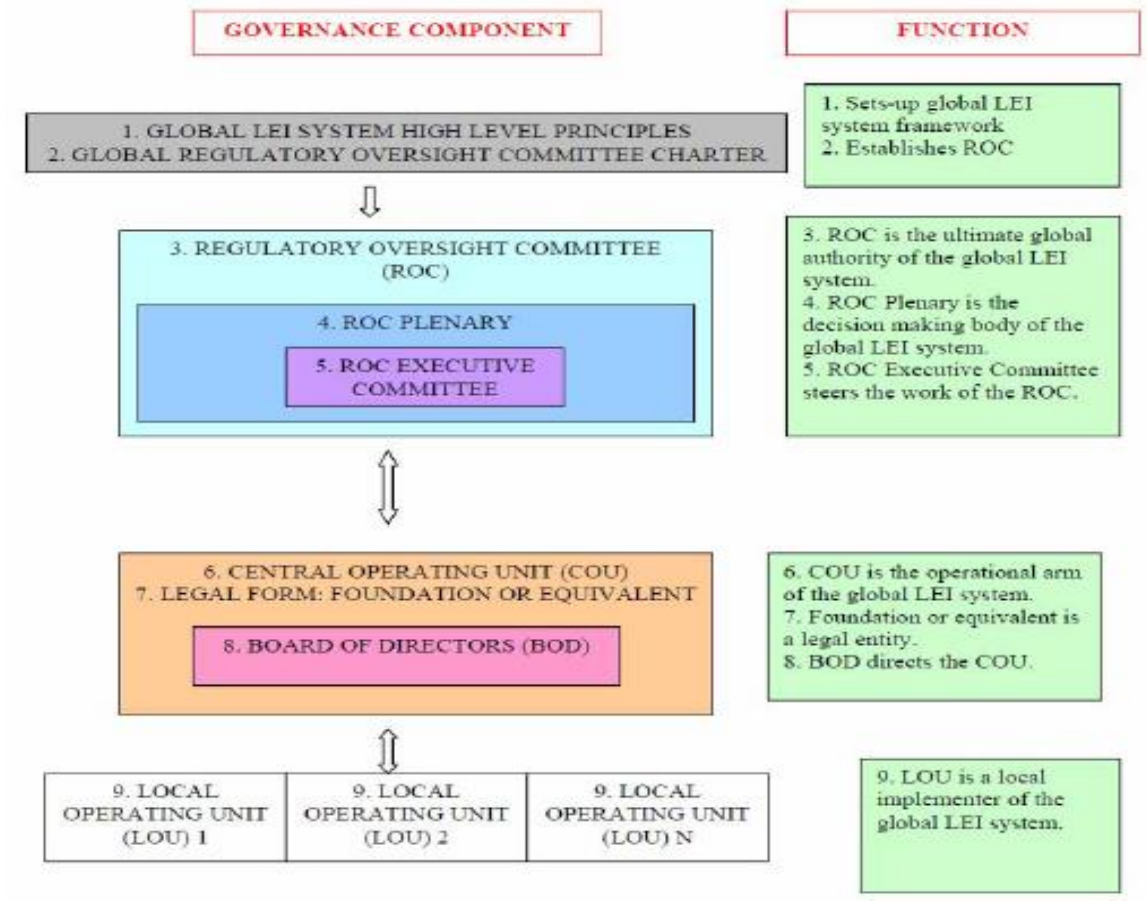 GOVERNANCE COMPONENT
FUNCTION
1. GLOBAL LEI SYSTEM HIGH LEVEL PRINCIPLES
2. GLOBAL REGULATORY OVERSIGHT COMMITTEE CHARTER
1. Sets-up global LEI
system framework
2. Establishes ROC
3. REGULATORY OVERSIGHT COMMITTEE
(ROC)
4. ROC PLENARY
5. ROC EXECUTIVE
COMMITTEE
3. ROC is the ultimate global
authority of the global LEI
system.
4. ROC Plenary is the
decision making body of the
global LEI system.
5. ROC Executive Committee
steers the work of the ROC.
6. CENTRAL OPERATING UNIT (COU)
7. LEGAL FORM: FOUNDATION OR EQUIVALENT
8. BOARD OF DIRECTORS (BOD)
6. COU is the operational arm
of the global LEI system.
7. Foundation or equivalent is
a legal entity.
8. BOD directs the COU.
9. LOCAL
OPERATING UNIT
(LOU) 1
9. LOCAL
OPERATING UNIT
(LOU) 2
9. LOCAL
OPERATING UNIT
(LOU) N
9. LOU is a local
implementer of the
global LEI system.